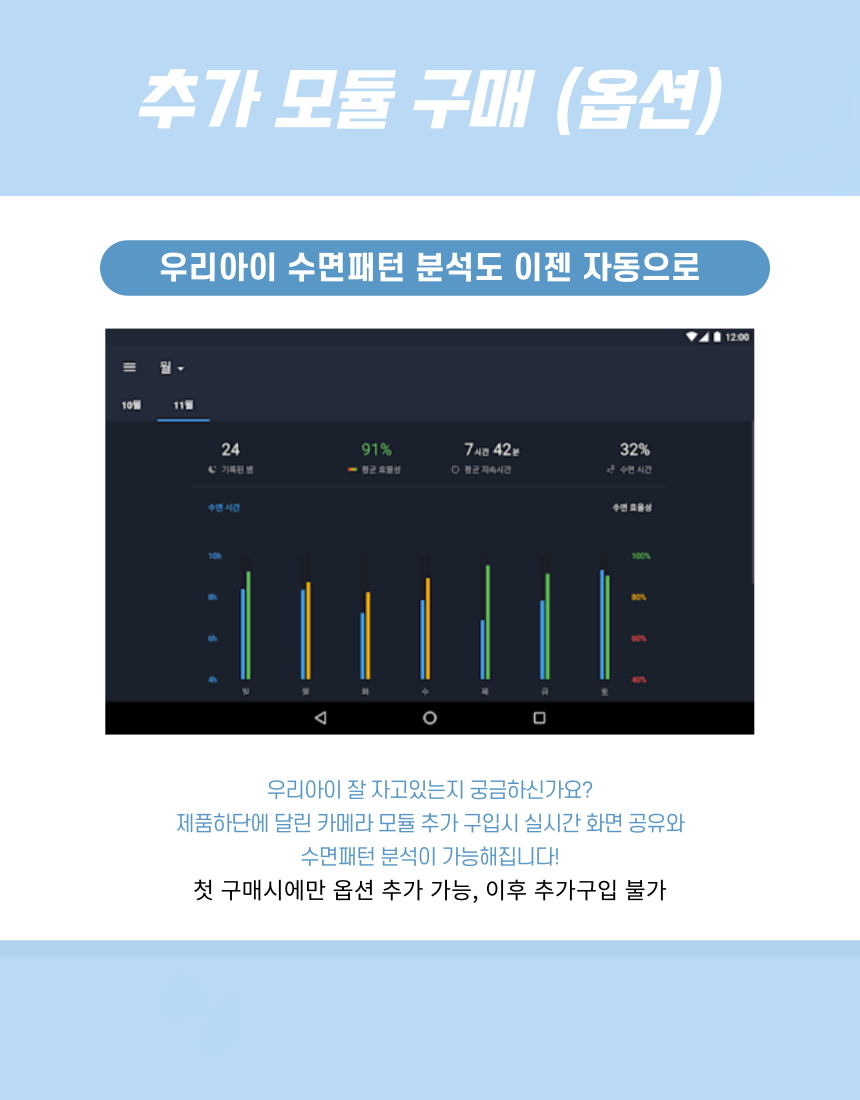 추가 모듈 구매 (옵션)
우리아이 수면패턴 분석도 이젠 자동으로
12:00
월
10월 11월
24 91% 7시간 42분 32%
기록된 밤 평균 효율성 평균 지속시간 수면 시간
수면 시간 수면 효율성
10h 100%
8h 80%
6h 60%
4h 40%
일 월 화 수 목 금 토
우리아이 잘 자고있는지 궁금하신가요?
제품하단에 달린 카메라 모듈 추가 구입시 실시간 화면 공유와
수면패턴 분석이 가능해집니다!
첫 구매시에만 옵션 추가 가능, 이후 추가구입 불가